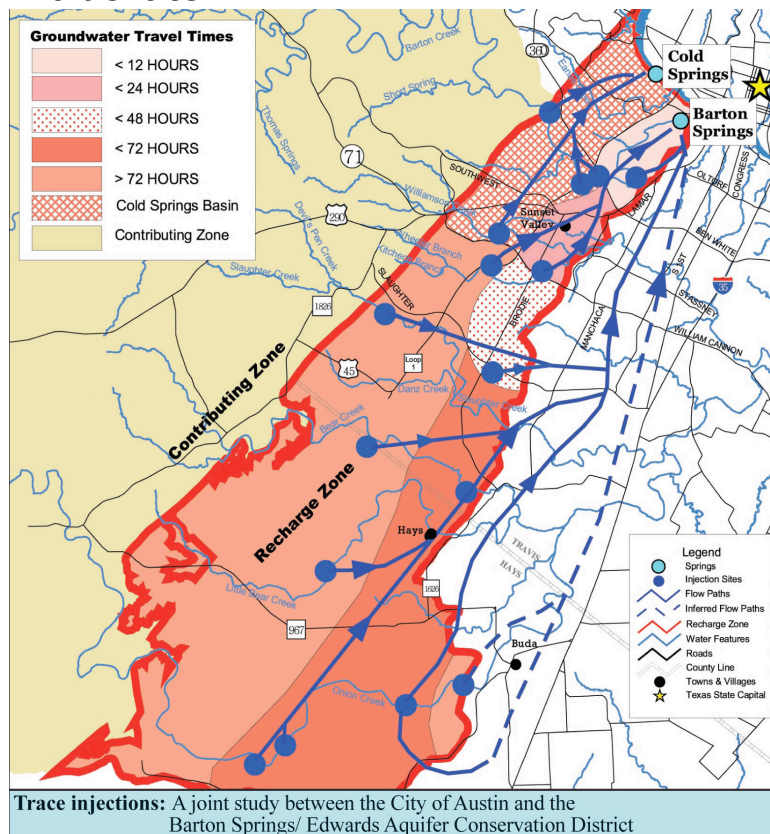 Groundwater Travel Times
< 12 HOURS
< 24 HOURS
< 48 HOURS
< 72 HOURS
> 72 HOURS
Cold Springs Basin
Contributing Zone
Barton Creek
360
Short Spring
Cold
Springs
Barton
Springs
Thomas Springs
71
SOUTHWEST
Williamson
OLTORF
CONGRESS
LAMAR
290
Sunset
Valley
BEN WHITE
Devil's Pen Creek
Wheeler Branch
Kitcheon Branch
S. 1ST
35
Slaughter Creek
SLAUGHTER
STASSNEY
1826
BRODIE
MANCHACA
WILLIAM CANNON
45
Loop
1
Danz Creek
Slaughter Creek
Contributing Zone
Bear Creek
Recharge Zone
Hays
TRAVIS
HAYS
Little Bear Creek
1626
967
Buda
Onion Creek
Legend
Springs
Injection Sites
Flow Paths
Inferred Flow Paths
Recharge Zone
Water Features
Roads
County Line
Towns & Villages
Texas State Capital
Trace injections: A joint study between the City of Austin and the
Barton Springs/ Edwards Aquifer Conservation District